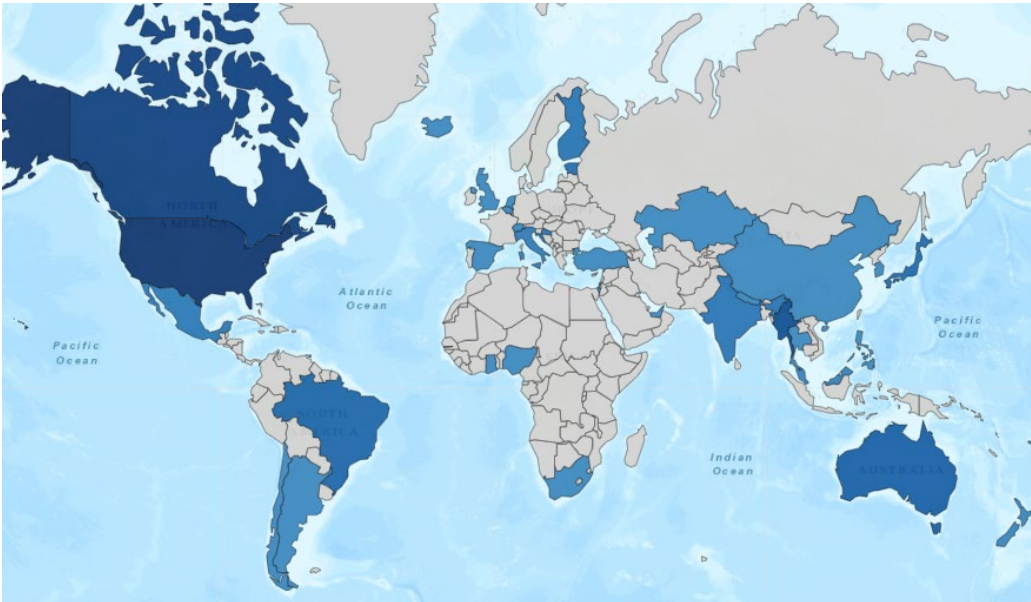 NORTH
AMERICA
Atlantic
Ocean
Pacific
Ocean
Pacific
Ocean
SOUTH
AMERICA
Indian
Ocean
AUSTRALIA